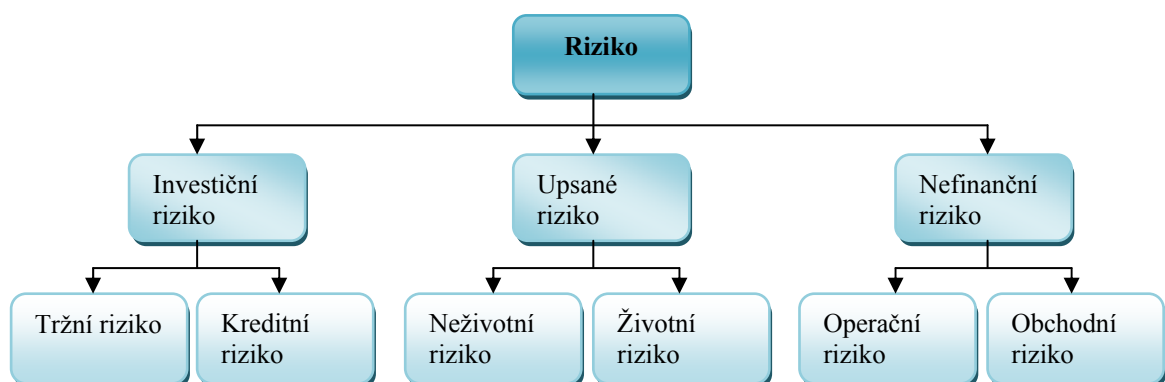 Riziko
Investiční
riziko
Upsané
riziko
Nefinanční
riziko
Tržní riziko
Kreditní
riziko
Neživotní
riziko
Životní
riziko
Operační
riziko
Obchodní
riziko